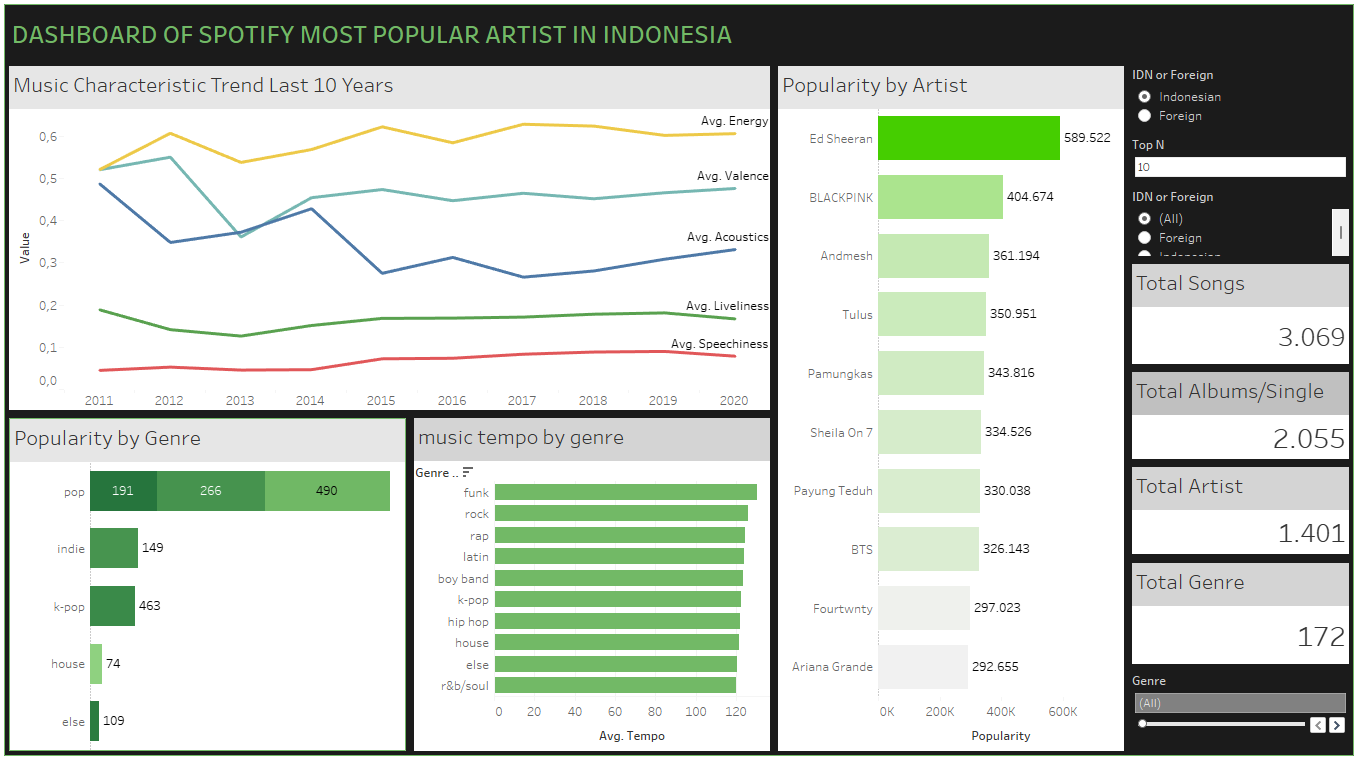 DASHBOARD OF SPOTIFY MOST POPULAR ARTIST IN INDONESIA
Music Characteristic Trend Last 10 Years
Value
0,6
0,5
0,4
0,3
0,2
0,1
0,0
Avg. Energy
Avg. Valence
Avg. Acoustics
Avg. Liveliness
Avg. Speechiness
2011 2012 2013 2014 2015 2016 2017 2018 2019 2020
Popularity by Genre
pop 191 266 490
indie 149
k-pop 463
house 74
else 109
music tempo by genre
Genre ..
funk
rock
rap
latin
boy band
k-pop
hip hop
house
else
r&b/soul
0 20 40 60 80 100 120
Avg. Tempo
Popularity by Artist
Ed Sheeran 589.522
BLACKPINK 404.674
Andmesh 361.194
Tulus 350.951
Pamungkas 343.816
Sheila On 7 334.526
Payung Teduh 330.038
BTS 326.143
Fourtwnty 297.023
Ariana Grande 292.655
0K 200K 400K 600K
Popularity
IDN or Foreign
Indonesian
Foreign
Top N
10
IDN or Foreign
(All)
Foreign
Total Songs
3.069
Total Albums/Single
2.055
Total Artist
1.401
Total Genre
172
Genre
(All)